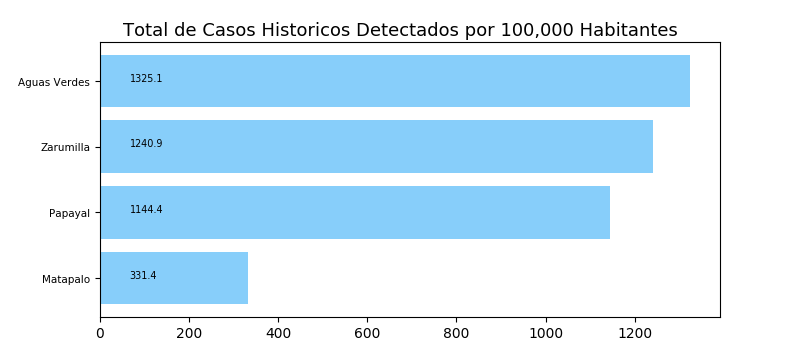 Total de Casos Historicos Detectados por 100,000 Habitantes
Aguas Verdes
1325.1
Zarumilla
1240.9
Papayal
1144.4
Matapalo
331.4
0 200 400 600 800 1000 1200